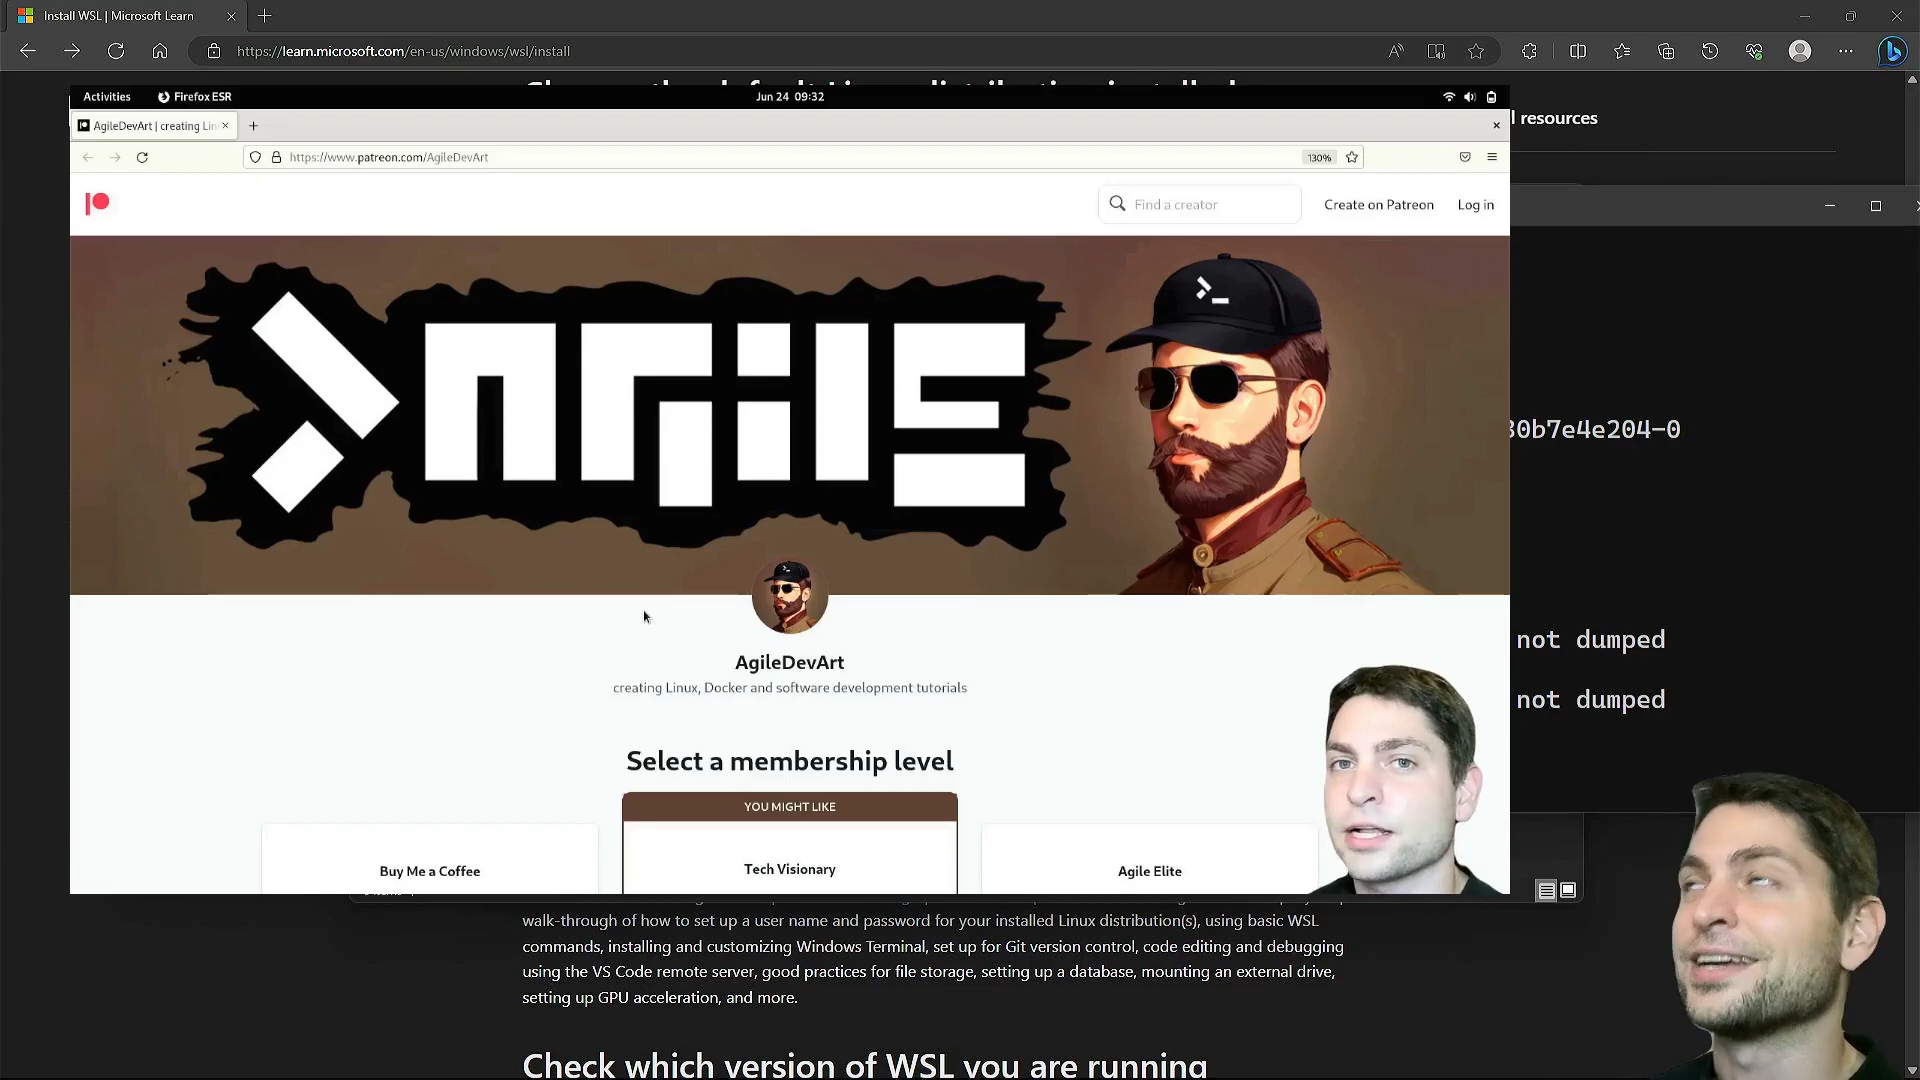 Install WSL | Microsoft Learn
https://learn.microsoft.com/en-us/windows/wsl/install
resources
Activities
Firefox ESR
Jun 24 09:32
AgileDevArt | creating Lin
https://www.patreon.com/AgileDevArt
130%
Find a creator
Create on Patreon
Log in
AGILE
AgileDevArt
creating Linux, Docker and software development tutorials
Select a membership level
YOU MIGHT LIKE
Buy Me a Coffee
Tech Visionary
Agile Elite
30b7e4e204-0
not dumped
not dumped
walk-through of how to set up a user name and password for your installed Linux distribution(s), using basic WSL
commands, installing and customizing Windows Terminal, set up for Git version control, code editing and debugging
using the VS Code remote server, good practices for file storage, setting up a database, mounting an external drive,
setting up GPU acceleration, and more.
Check which version of WSL you are running